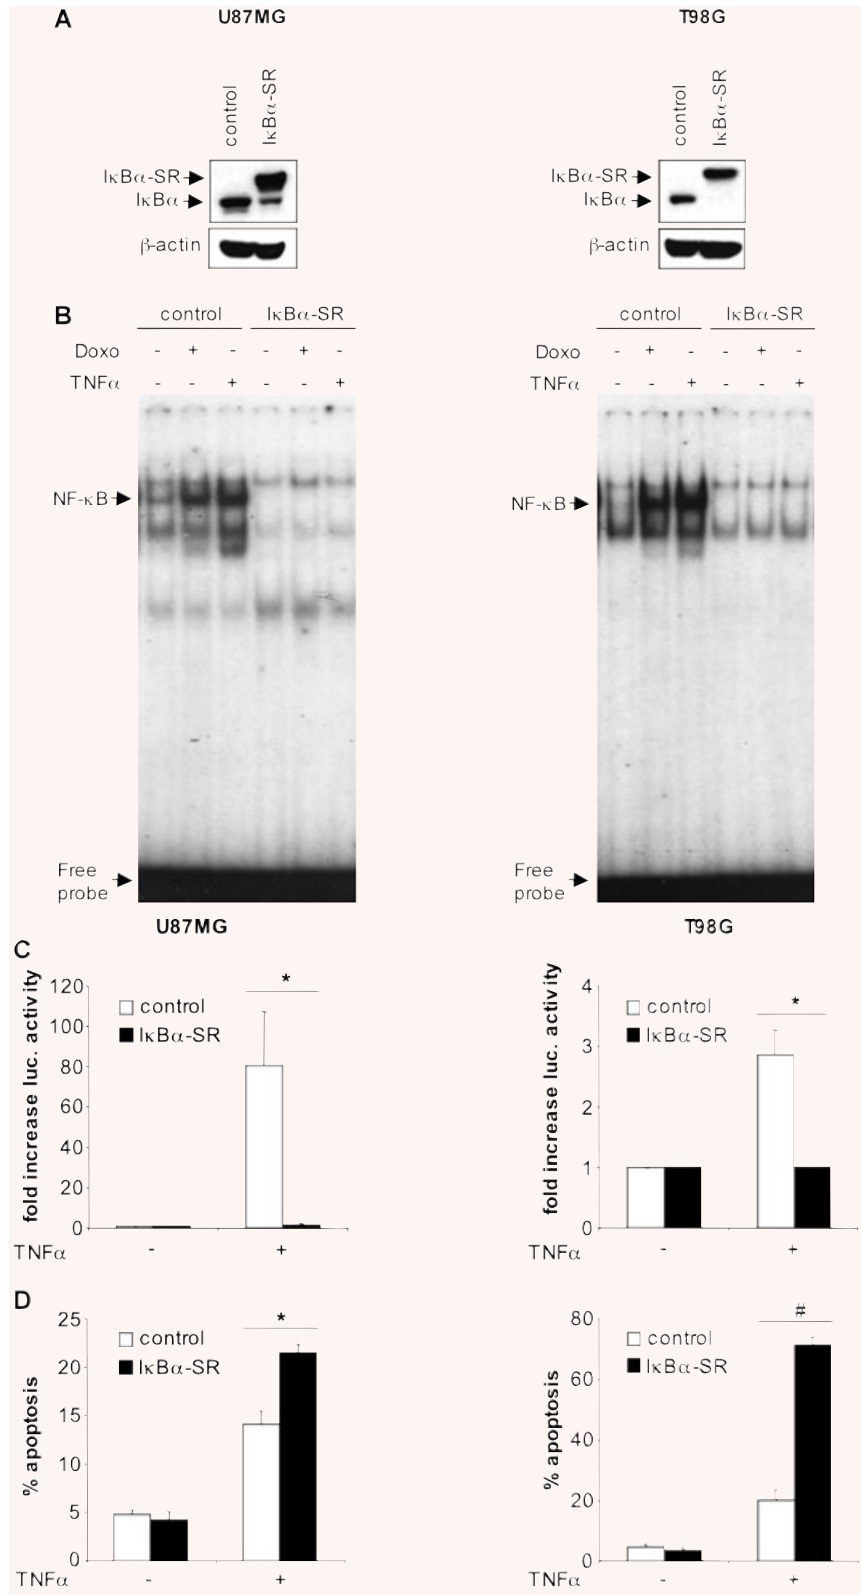 A U87MG T98G
control IκBα-SR control IκBα-SR
IκBα-SR IκBα-SR
IκBα IκBα
β-actin β-actin
B control IκBα-SR control IκBα-SR
Doxo - + - - + - Doxo - + - - + -
TNFα - - + - - + TNFα - - + - - +
NF-κB NF-κB
Free Free
probe probe
U87MG T98G
C
fold increase luc. activity
120
100
80
60
40
20
0
control
IκBα-SR
*
TNFα - +
fold increase luc. activity
4
3
2
1
0
control
IκBα-SR
*
TNFα - +
D
% apoptosis
25
20
15
10
5
0
control
IκBα-SR
*
TNFα - +
% apoptosis
80
60
40
20
0
control
IκBα-SR
#
TNFα - +